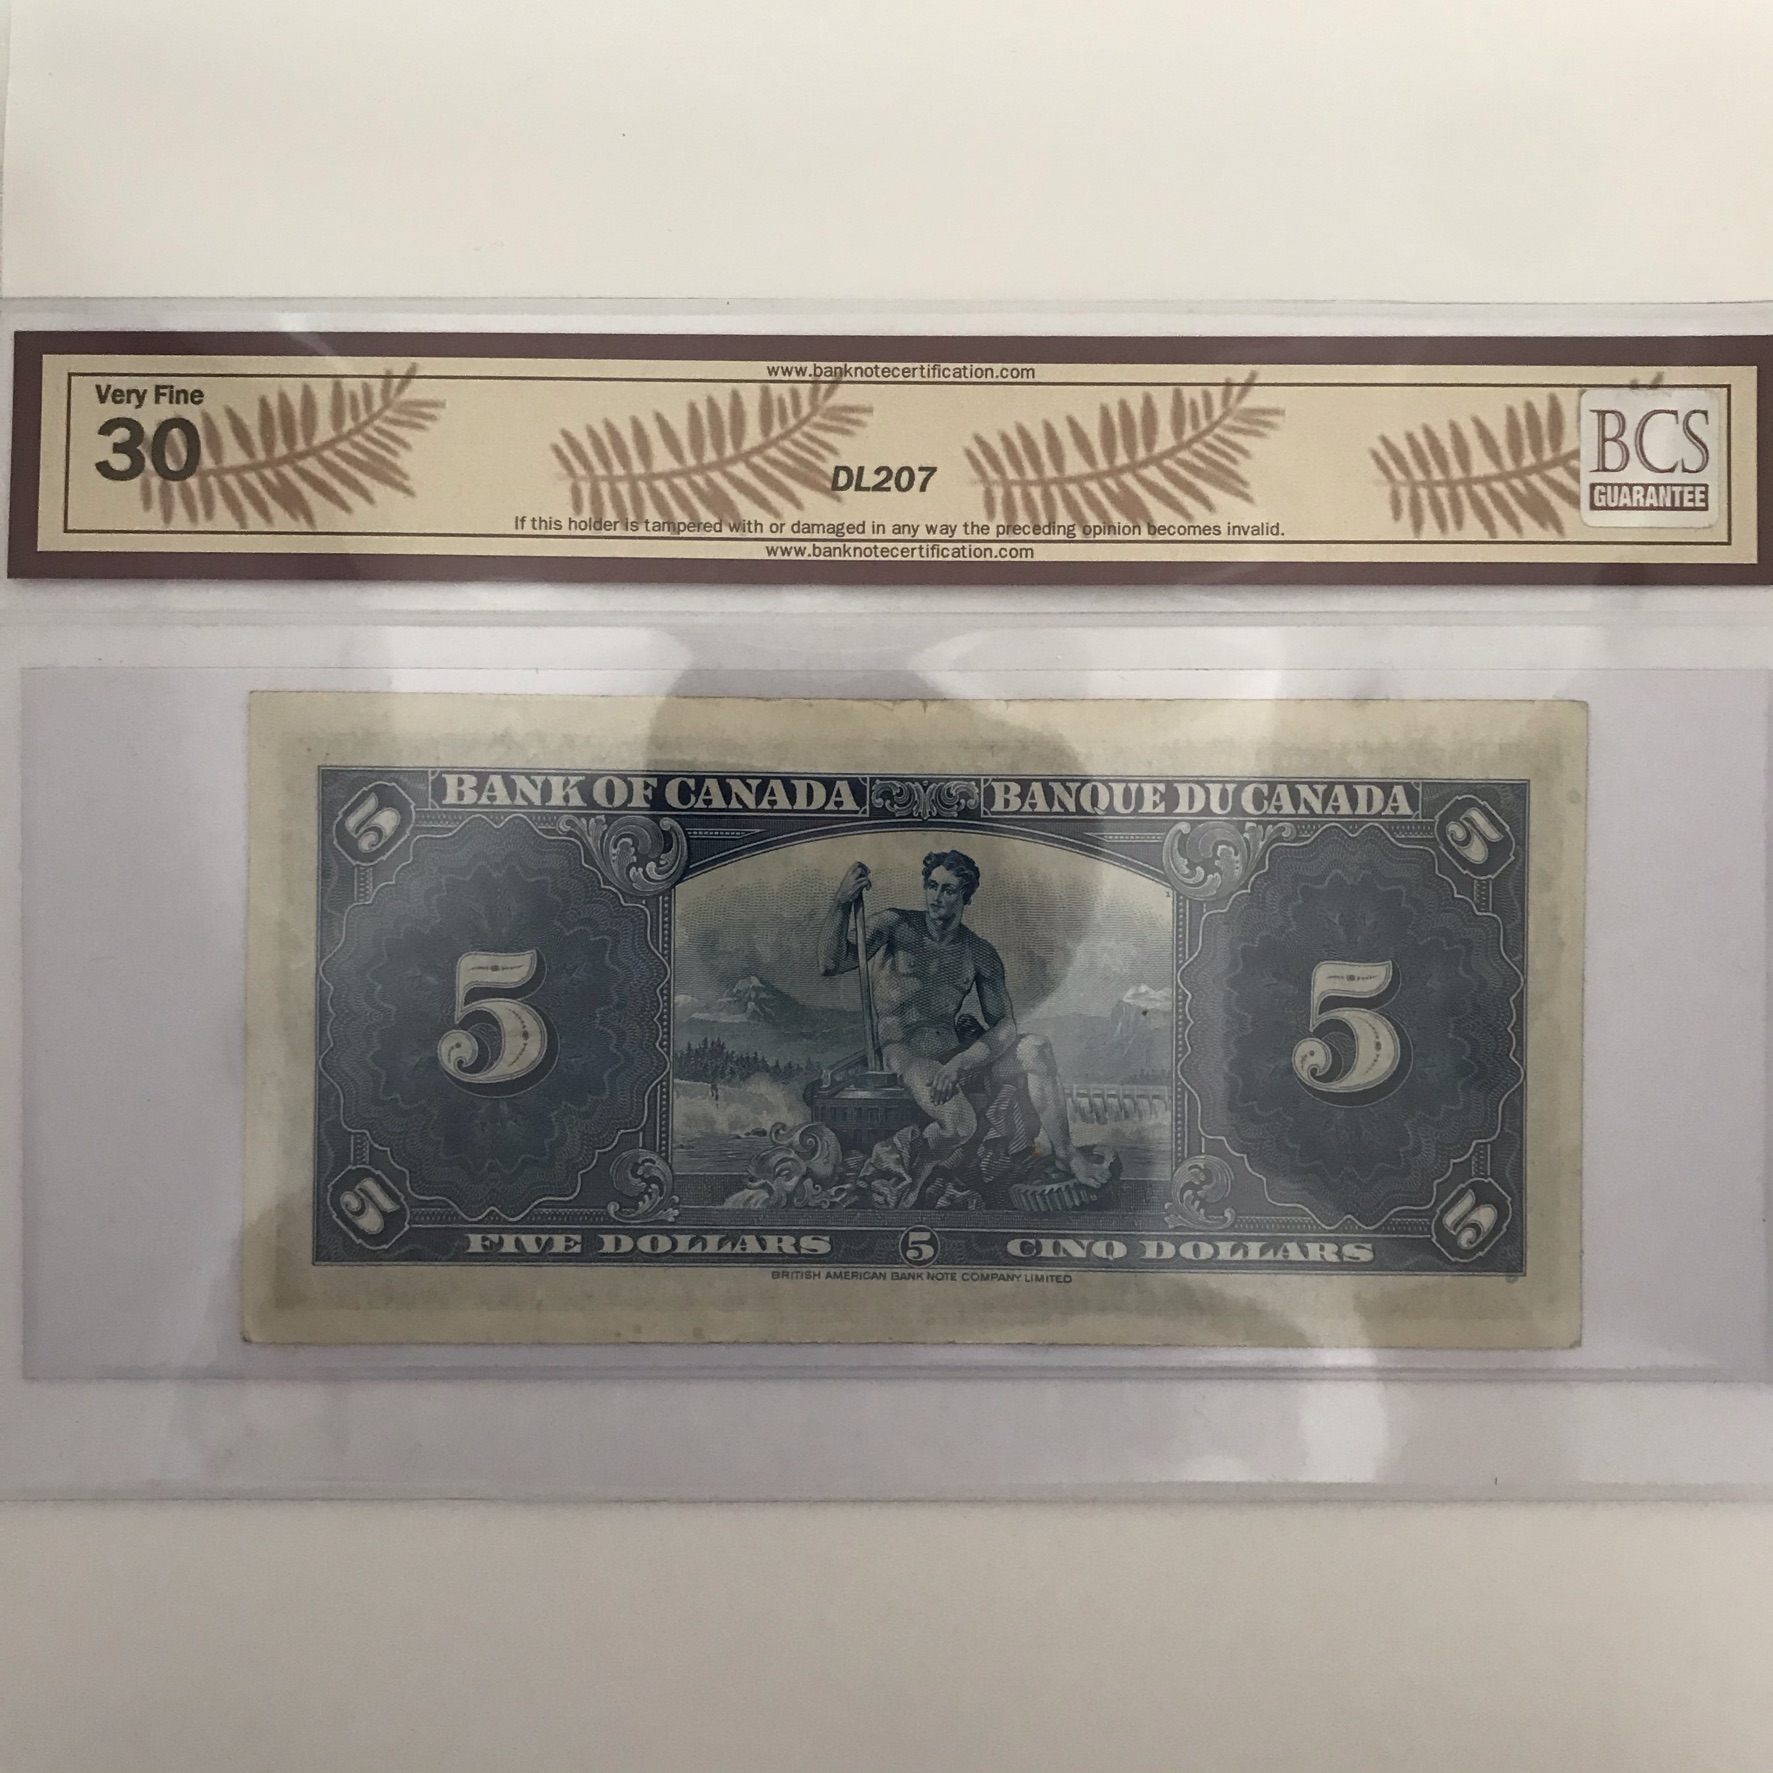 www.banknotecertification.com
Very Fine
30
BCS
GUARANTEE
DL207
If this holder is tampered with or damaged in any way the preceding opinion becomes invalid.
www.banknotecertification.com
5 BANK OF CANADA BANQUE DU CANADA 5
1
5 5
5 FIVE DOLLARS 5 CINQ DOLLARS 5
BRITISH AMERICAN BANK NOTE COMPANY LIMITED